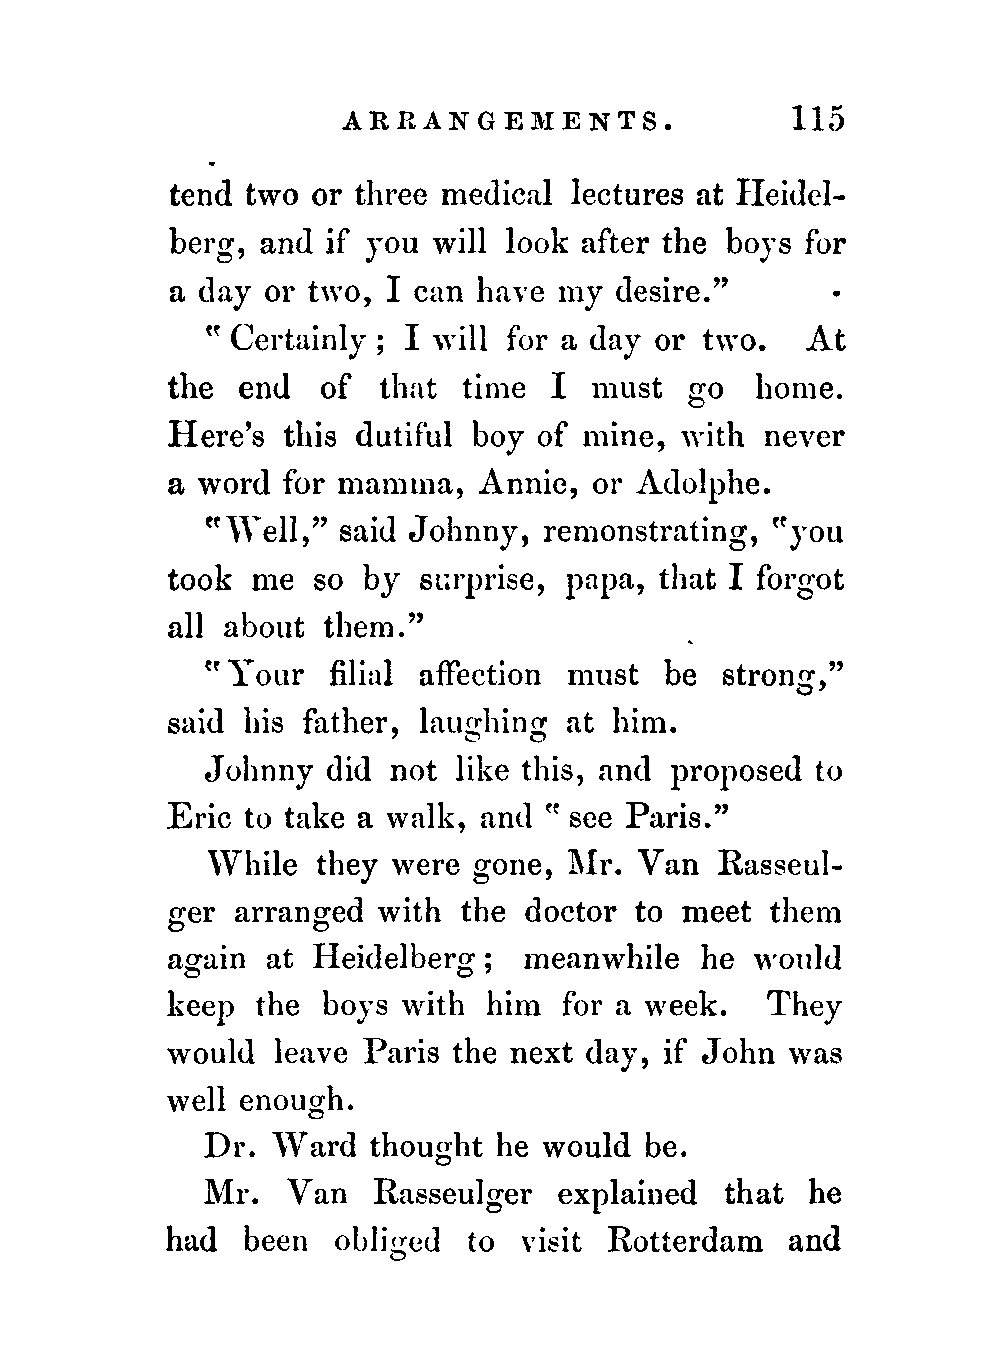 ARRANGEMENTS. 115
tend two or three medical lectures at Heidel-
berg, and if you will look after the boys for
a day or two, I can have my desire.”
“Certainly; I will for a day or two. At
the end of that time I must go home.
Here’s this dutiful boy of mine, with never
a word for mamma, Annie, or Adolphe.
“Well,” said Johnny, remonstrating, “you
took me so by surprise, papa, that I forgot
all about them.”
“Your filial affection must be strong,”
said his father, laughing at him.
Johnny did not like this, and proposed to
Eric to take a walk, and “see Paris.”
While they were gone, Mr. Van Rasseul-
ger arranged with the doctor to meet them
again at Heidelberg; meanwhile he would
keep the boys with him for a week. They
would leave Paris the next day, if John was
well enough.
Dr. Ward thought he would be.
Mr. Van Rasseulger explained that he
had been obliged to visit Rotterdam and